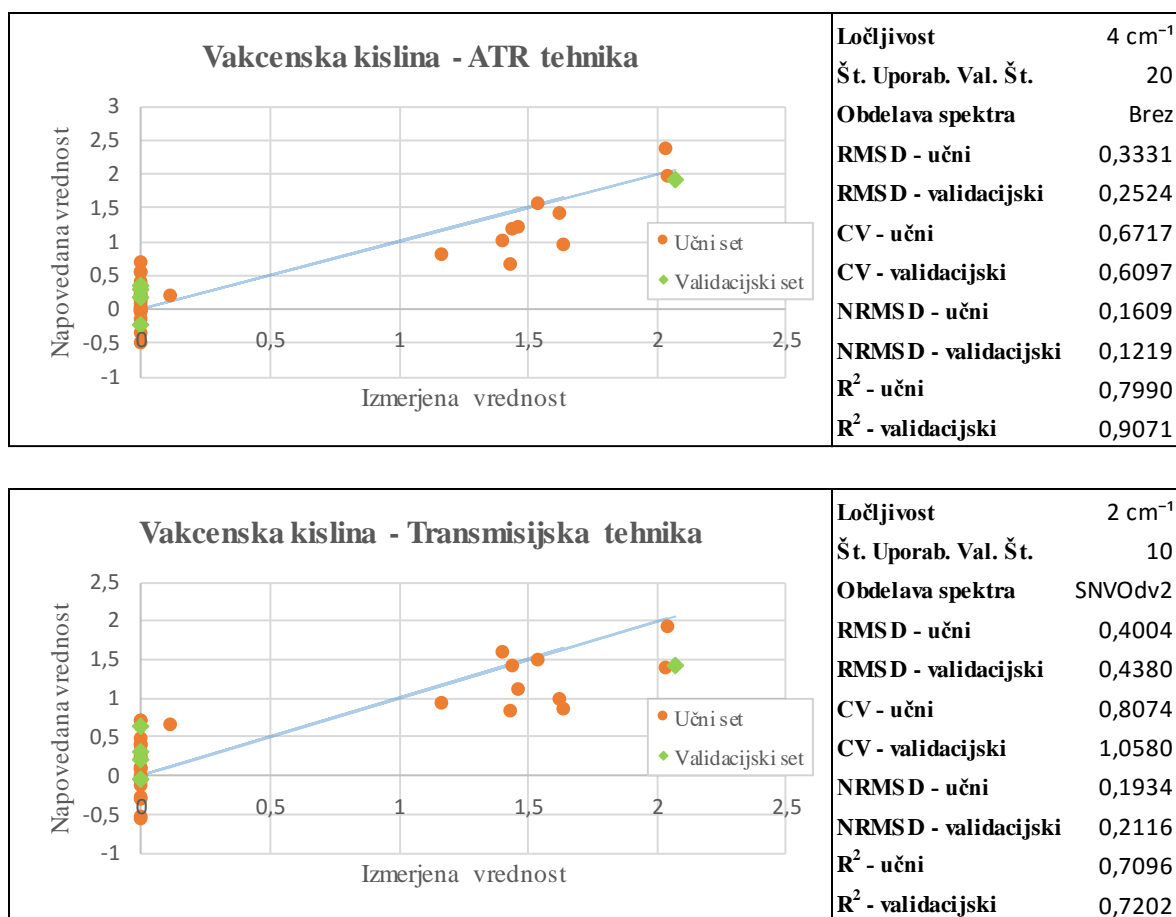 Vakcenska kislina - ATR tehnika
Napovedana vrednost
3
2,5
2
1,5
1
0,5
0
-0,5
-1
0
0,5
1
1,5
2
2,5
Izmerjena vrednost
Učni set
Validacijski set
Ločljivost 4 cm⁻¹
Št. Uporab. Val. Št. 20
Obdelava spektra Brez
RMSD - učni 0,3331
RMSD - validacijski 0,2524
CV - učni 0,6717
CV - validacijski 0,6097
NRMSD - učni 0,1609
NRMSD - validacijski 0,1219
R² - učni 0,7990
R² - validacijski 0,9071
Vakcenska kislina - Transmisijska tehnika
Napovedana vrednost
2,5
2
1,5
1
0,5
0
-0,5
-1
0
0,5
1
1,5
2
2,5
Izmerjena vrednost
Učni set
Validacijski set
Ločljivost 2 cm⁻¹
Št. Uporab. Val. Št. 10
Obdelava spektra SNVOdv2
RMSD - učni 0,4004
RMSD - validacijski 0,4380
CV - učni 0,8074
CV - validacijski 1,0580
NRMSD - učni 0,1934
NRMSD - validacijski 0,2116
R² - učni 0,7096
R² - validacijski 0,7202